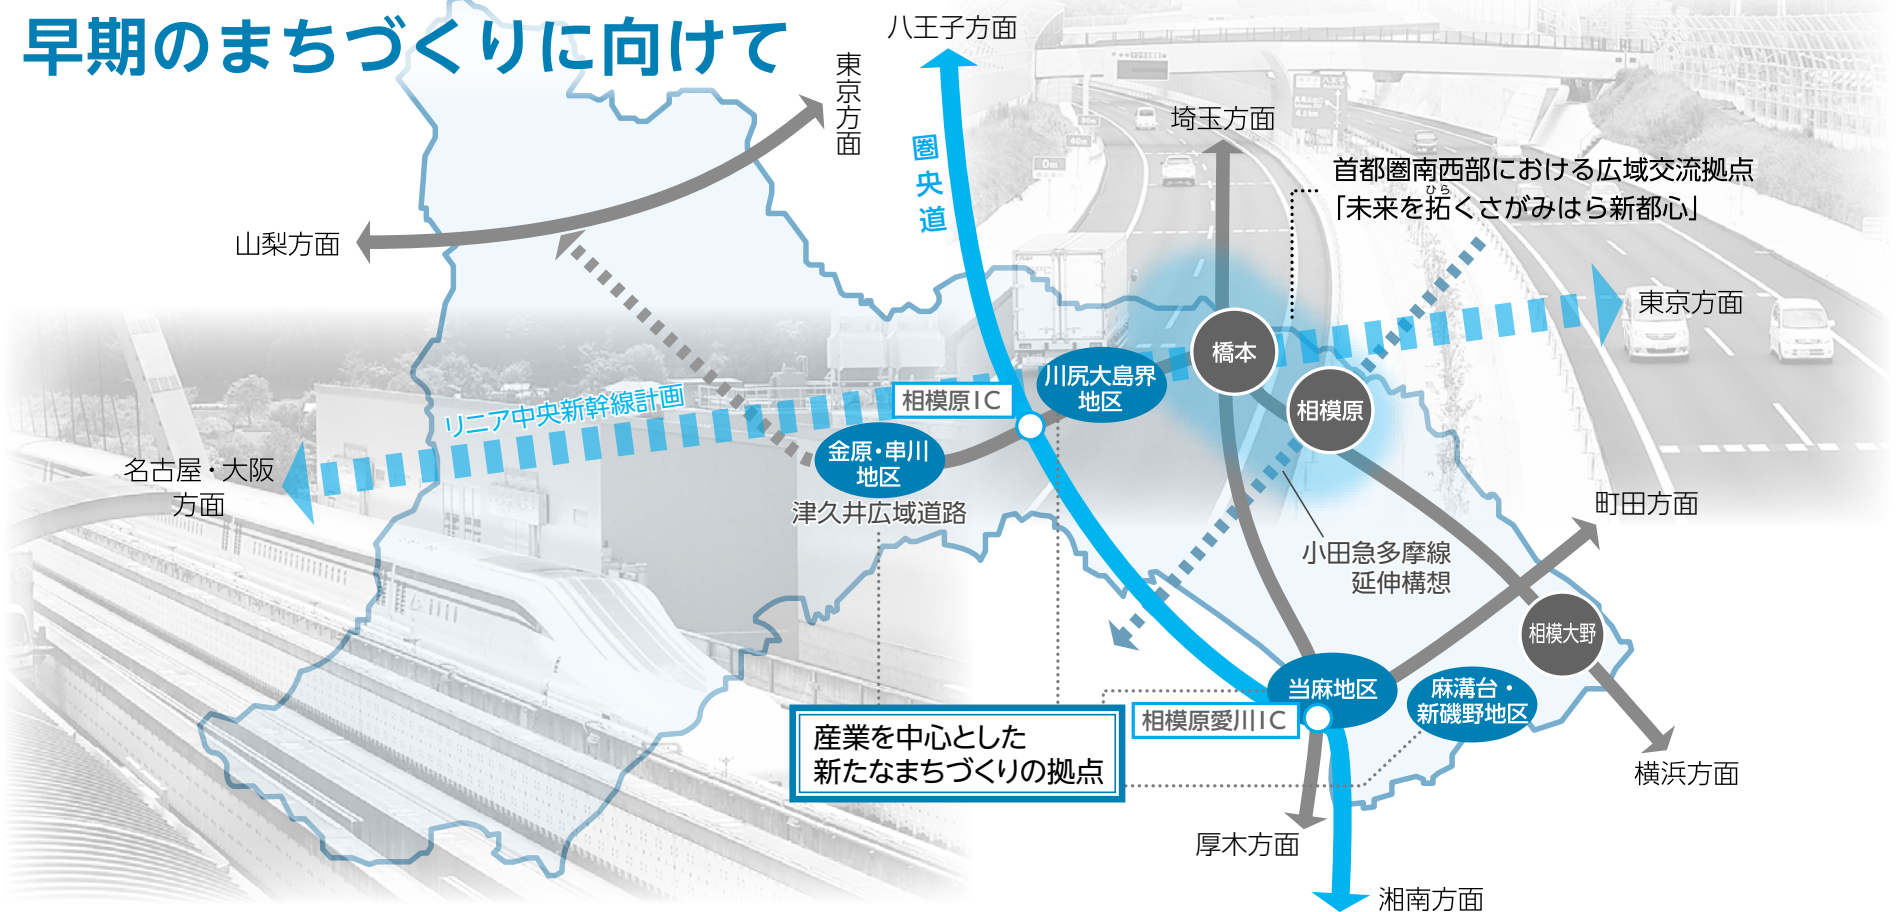 早期のまちづくりに向けて
八王子方面
東京方面
圏央道
埼玉方面
首都圏南西部における広域交流拠点
「未来を拓くさがみはら新都心」
ひら
山梨方面
東京方面
橋本
川尻大島界
地区
相模原IC
相模原
リニア中央新幹線計画
金原・串川
地区
名古屋・大阪
方面
津久井広域道路
町田方面
小田急多摩線
延伸構想
相模大野
当麻地区
麻溝台・
新磯野地区
相模原愛川IC
産業を中心とした
新たなまちづくりの拠点
横浜方面
厚木方面
湘南方面